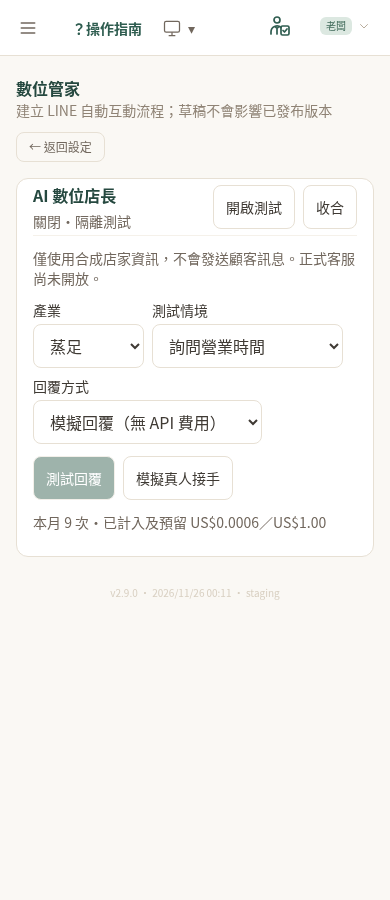 ？操作指南 ▼ 老闆
數位管家
建立 LINE 自動互動流程；草稿不會影響已發布版本
← 返回設定
AI 數位店長
關閉・隔離測試
開啟測試 收合
僅使用合成店家資訊，不會發送顧客訊息。正式客服
尚未開放。
產業 測試情境
蒸足 詢問營業時間
回覆方式
模擬回覆（無 API 費用）
測試回覆 模擬真人接手
本月 9 次・已計入及預留 US$0.0006／US$1.00
v2.9.0 ・ 2026/11/26 00:11 ・ staging